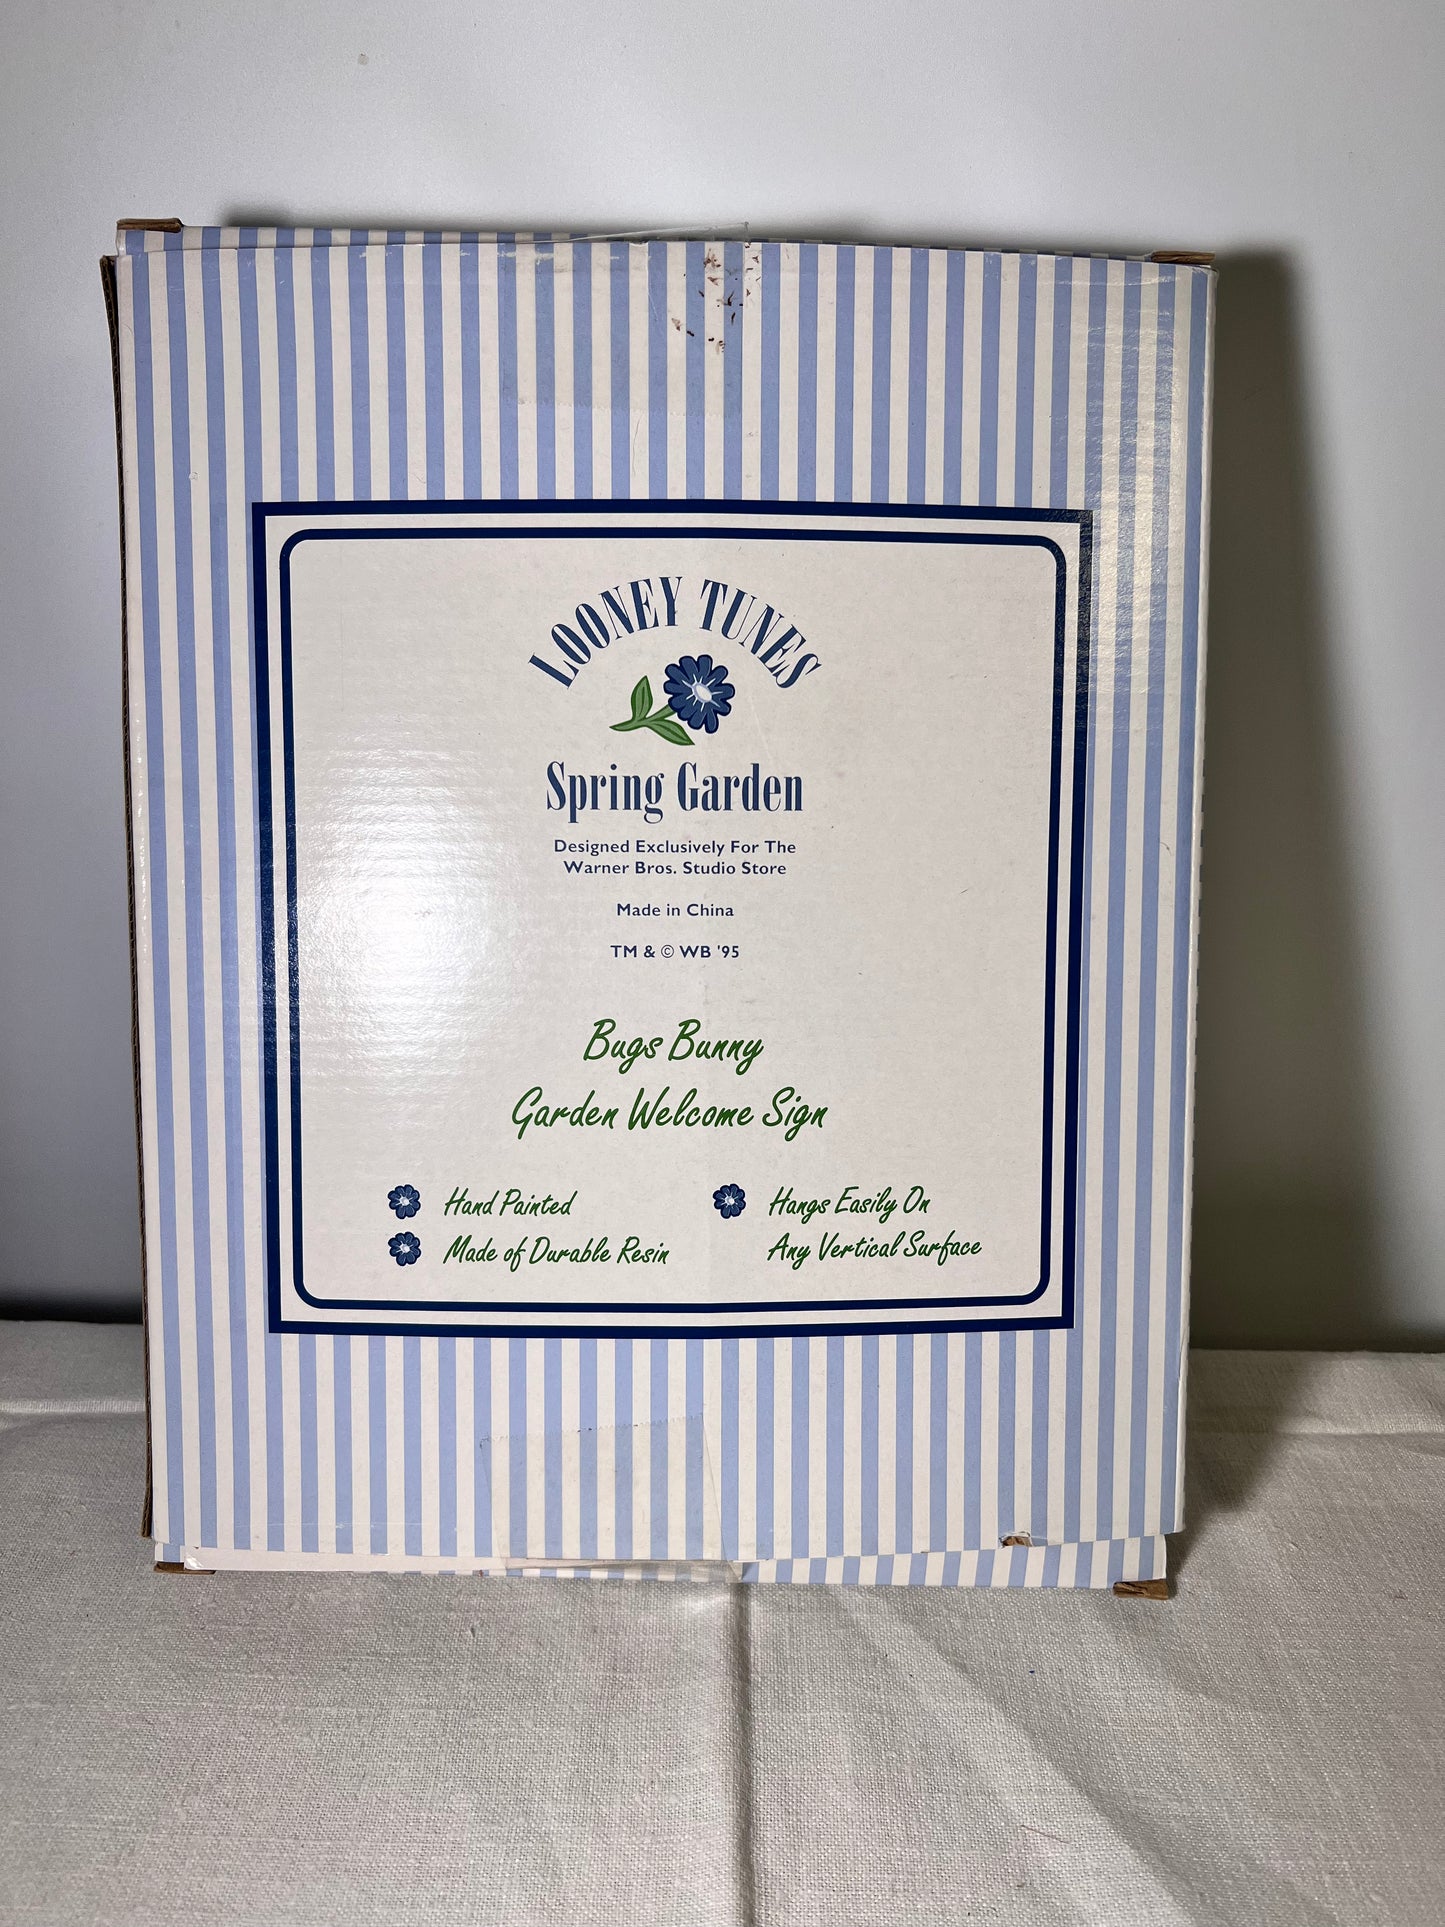 LOONEY TUNES
Spring Garden
Designed Exclusively For The
Warner Bros. Studio Store
Made in China
TM & © WB '95
Bugs Bunny
Garden Welcome Sign
Hand Painted
Made of Durable Resin
Hangs Easily On
Any Vertical Surface